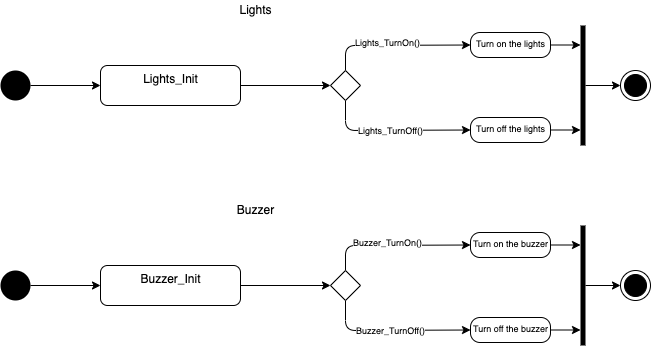 Lights
Lights_TurnOn()
Turn on the lights
Lights_Init
Lights_TurnOff()
Turn off the lights
Buzzer
Buzzer_TurnOn()
Turn on the buzzer
Buzzer_Init
Buzzer_TurnOff()
Turn off the buzzer